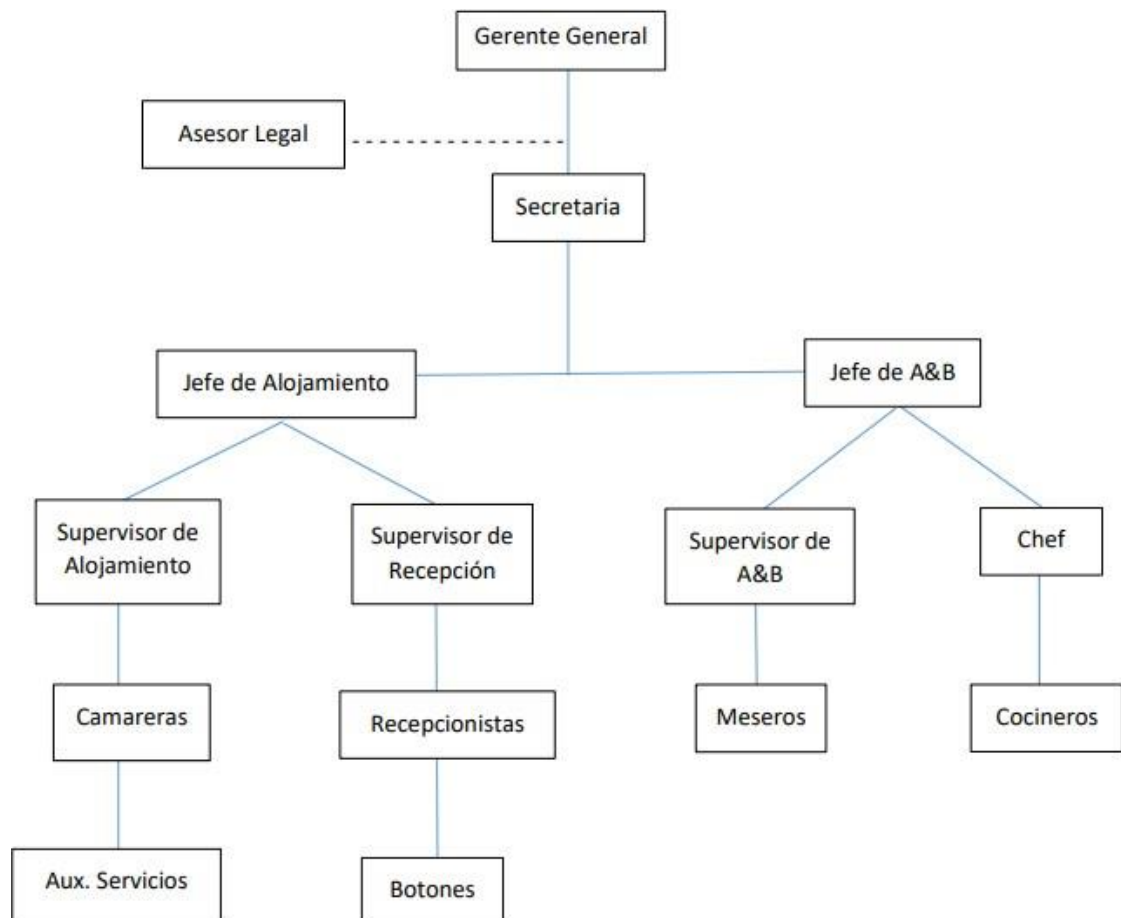 Gerente General
Asesor Legal
Secretaria
Jefe de Alojamiento
Jefe de A&B
Supervisor de
Alojamiento
Supervisor de
Recepción
Supervisor de
A&B
Chef
Camareras
Recepcionistas
Meseros
Cocineros
Aux. Servicios
Botones